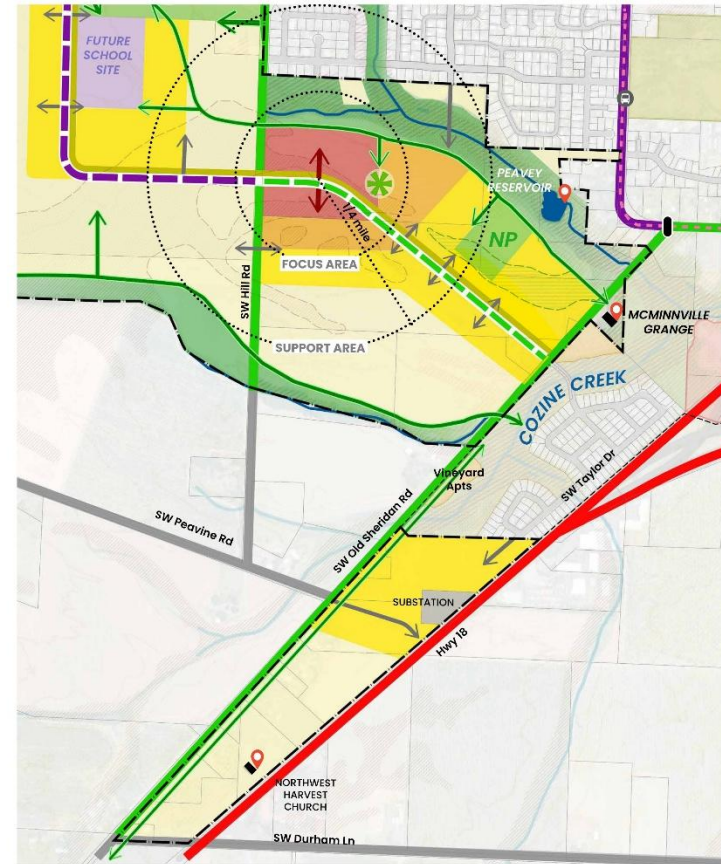 FUTURE
SCHOOL
SITE
PEAVEY
RESERVOIR
1/4 mile
NP
SW Hill Rd
FOCUS AREA
MCMINNVILLE
GRANGE
SUPPORT AREA
COZINE CREEK
Vineyard
Apts
SW Taylor Dr
SW Old Sheridan Rd
SW Peavine Rd
SUBSTATION
Hwy 18
NORTHWEST
HARVEST
CHURCH
SW Durham Ln